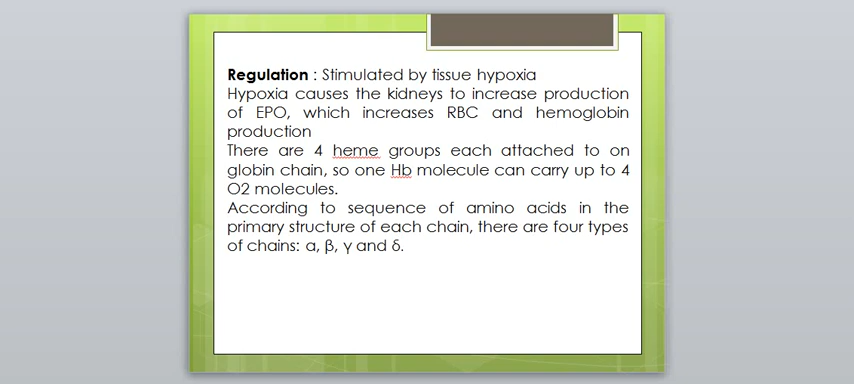 Regulation : Stimulated by tissue hypoxia
Hypoxia causes the kidneys to increase production
of EPO, which increases RBC and hemoglobin
production
There are 4 heme groups each attached to on
globin chain, so one Hb molecule can carry up to 4
O2 molecules.
According to sequence of amino acids in the
primary structure of each chain, there are four types
of chains: α, β, γ and δ.